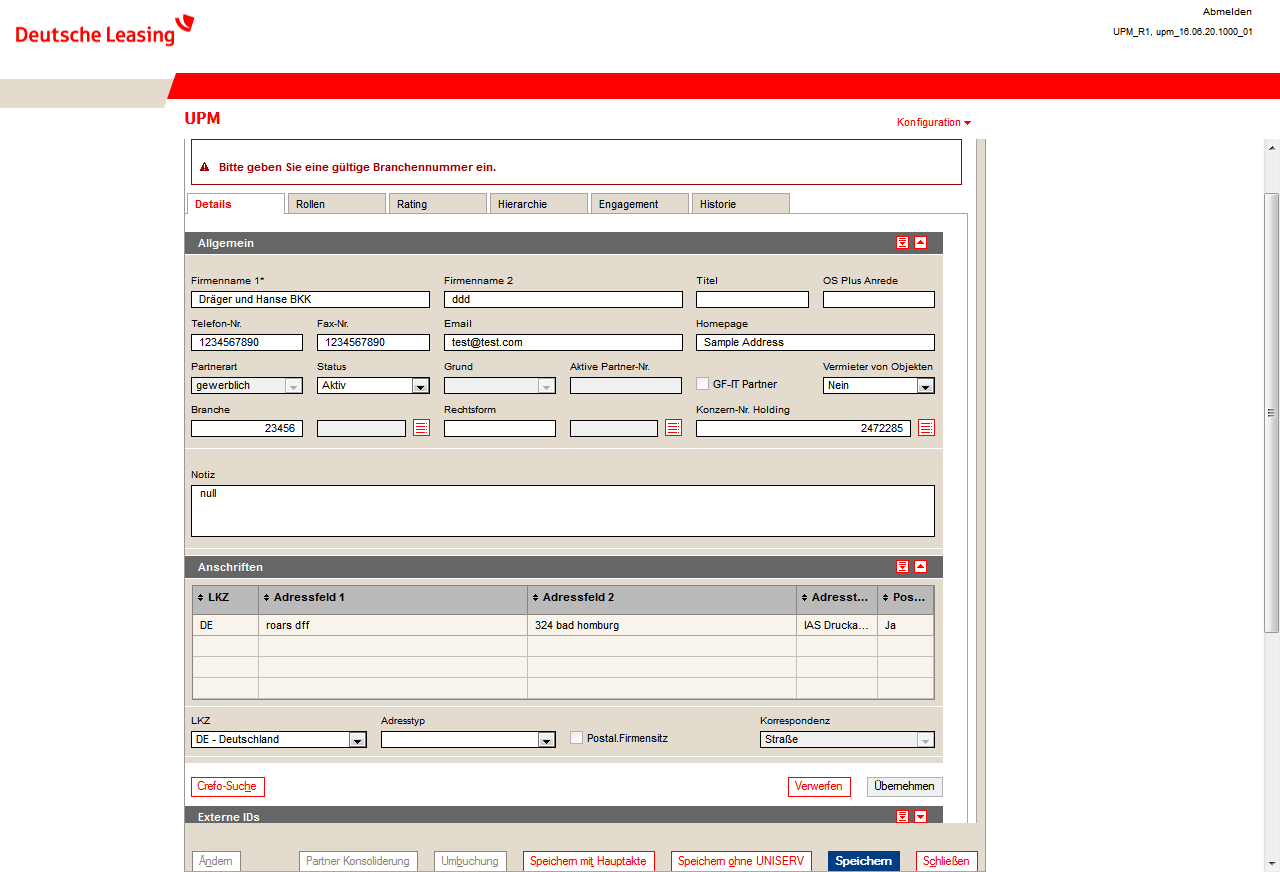 Abmelden
Deutsche Leasing
UPM_R1, upm_16.06.20.1000_01
UPM
Konfiguration
Bitte geben Sie eine gültige Branchennummer ein.
Details Rollen Rating Hierarchie Engagement Historie
Allgemein
Firmenname 1* Firmenname 2 Titel OS Plus Anrede
Dräger und Hanse BKK ddd
Telefon-Nr. Fax-Nr. Email Homepage
1234567890 1234567890 test@test.com Sample Address
Partnerart Status Grund Aktive Partner-Nr. Vermieter von Objekten
gewerblich Aktiv GF-IT Partner Nein
Branche Rechtsform Konzern-Nr. Holding
23456 2472285
Notiz
null
Anschriften
LKZ Adressfeld 1 Adressfeld 2 Adresst... Pos...
DE roars dff 324 bad homburg IAS Drucka... Ja
LKZ Adresstyp Korrespondenz
DE - Deutschland Postal.Firmensitz Straße
Crefo-Suche Verwerfen Übernehmen
Externe IDs
Ändern Partner Konsolidierung Umbuchung Speichern mit Hauptakte Speichern ohne UNISERV Speichern Schließen